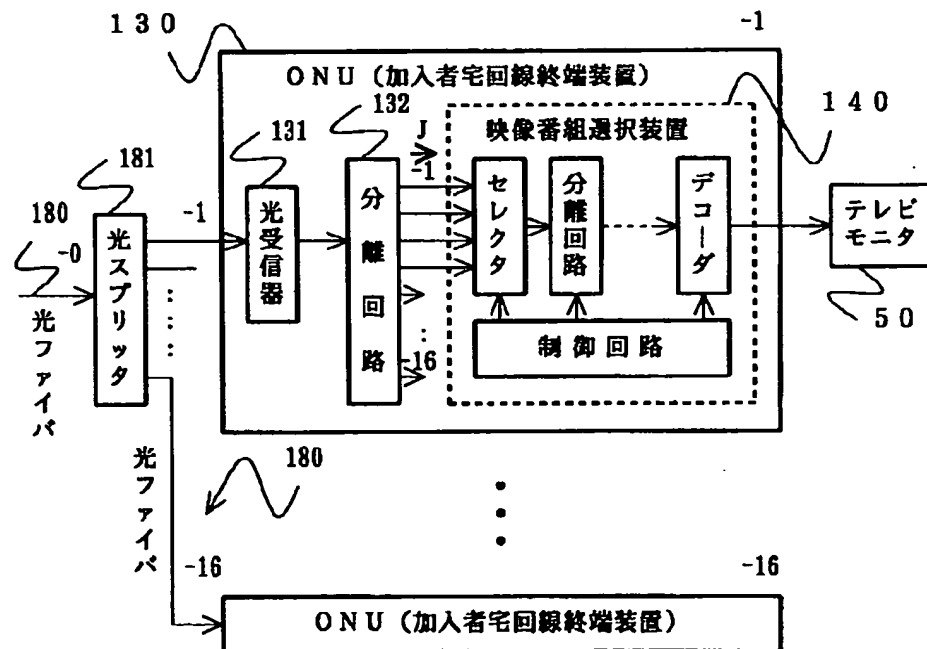 130
-1
ONU(加入者宅回線終端装置)
140
映像番組選択装置
131
132
J
-1
181
180
-0
-1
光ファイバ
光スプリッタ
光受信器
分離回路
セレクタ
分離回路
デコーダ
テレビ
モニタ
50
制御回路
-16
180
光ファイバ
-16
-16
ONU(加入者宅回線終端装置)